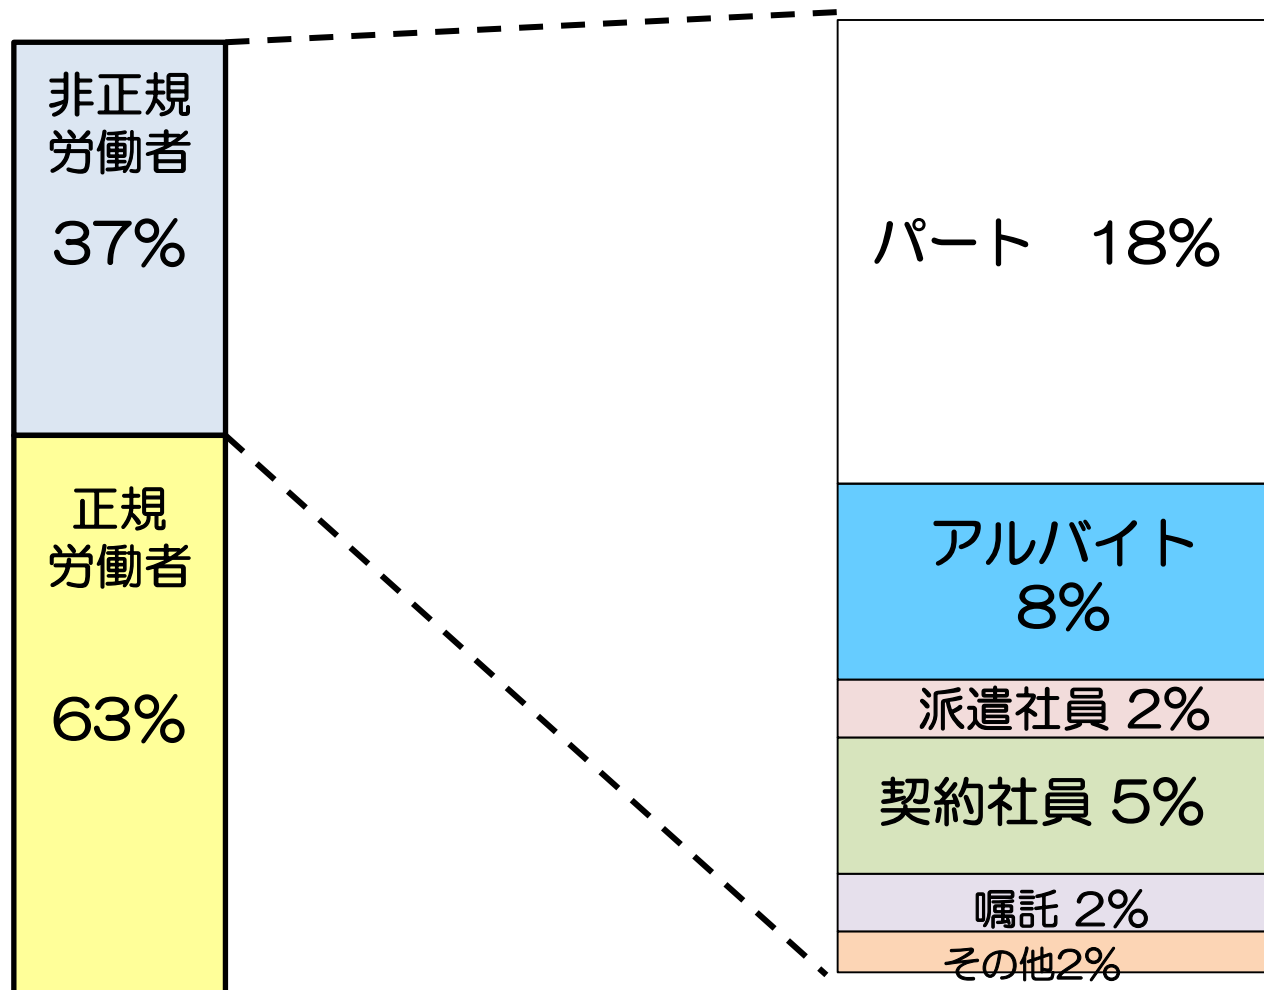 非正規
労働者
37%
正規
労働者
63%
パート　18%
アルバイト
8%
派遣社員 2%
契約社員 5%
嘱託 2%
その他2%